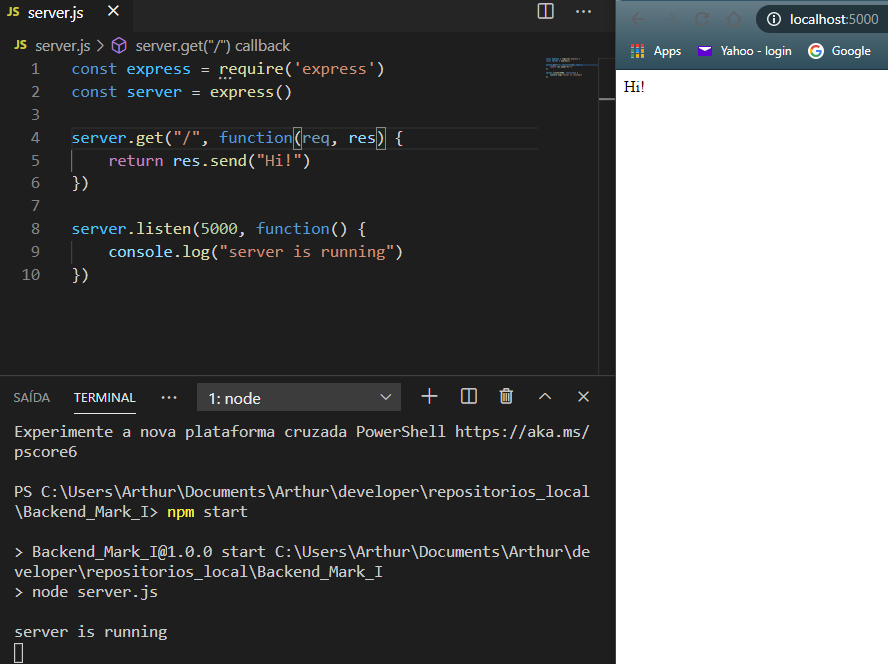 JS server.js
JS server.js > server.get("/") callback
1 const express = require('express')
2 const server = express()
3
4 server.get("/", function(req, res) {
5 return res.send("Hi!")
6 })
7
8 server.listen(5000, function() {
9 console.log("server is running")
10 })
SAÍDA TERMINAL ··· 1: node
Experimente a nova plataforma cruzada PowerShell https://aka.ms/
pscore6
PS C:\Users\Arthur\Documents\Arthur\developer\repositorios_local
\Backend_Mark_I> npm start
> Backend_Mark_I@1.0.0 start C:\Users\Arthur\Documents\Arthur\de
veloper\repositorios_local\Backend_Mark_I
> node server.js
server is running
localhost:5000
Apps Yahoo - login Google
Hi!